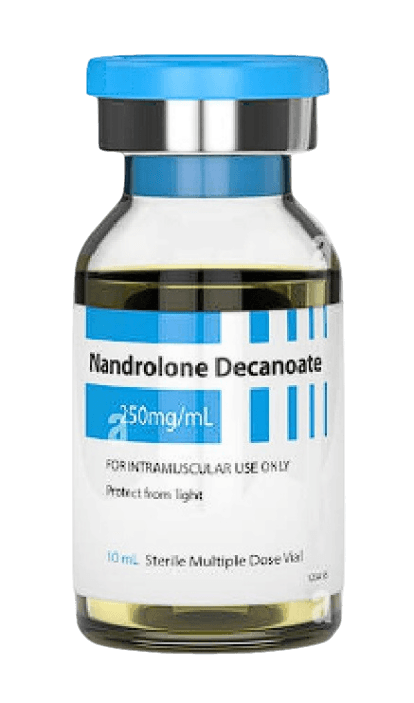 Nandrolone Decanoate
250mg/mL
FOR INTRAMUSCULAR USE ONLY
Protect from light
10 mL Sterile Multiple Dose Vial